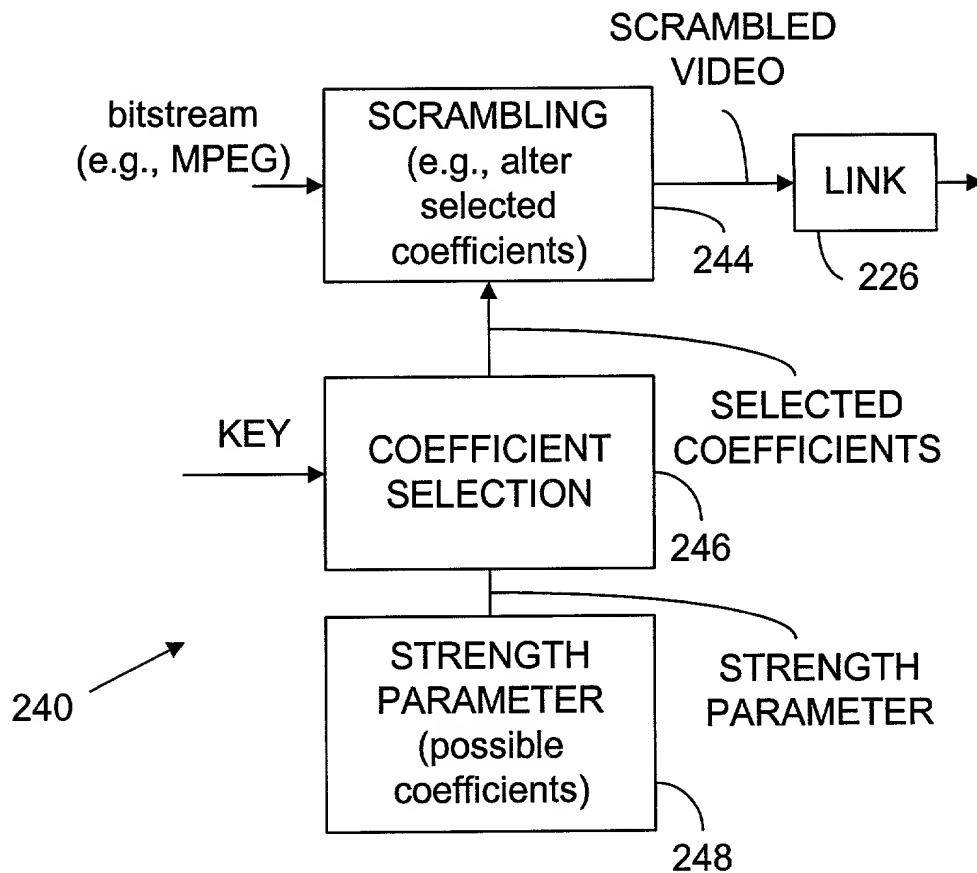 SCRAMBLED
VIDEO
bitstream
(e.g., MPEG)
SCRAMBLING
(e.g., alter
selected
coefficients)
LINK
244
226
KEY
COEFFICIENT
SELECTION
SELECTED
COEFFICIENTS
246
240
STRENGTH
PARAMETER
(possible
coefficients)
STRENGTH
PARAMETER
248